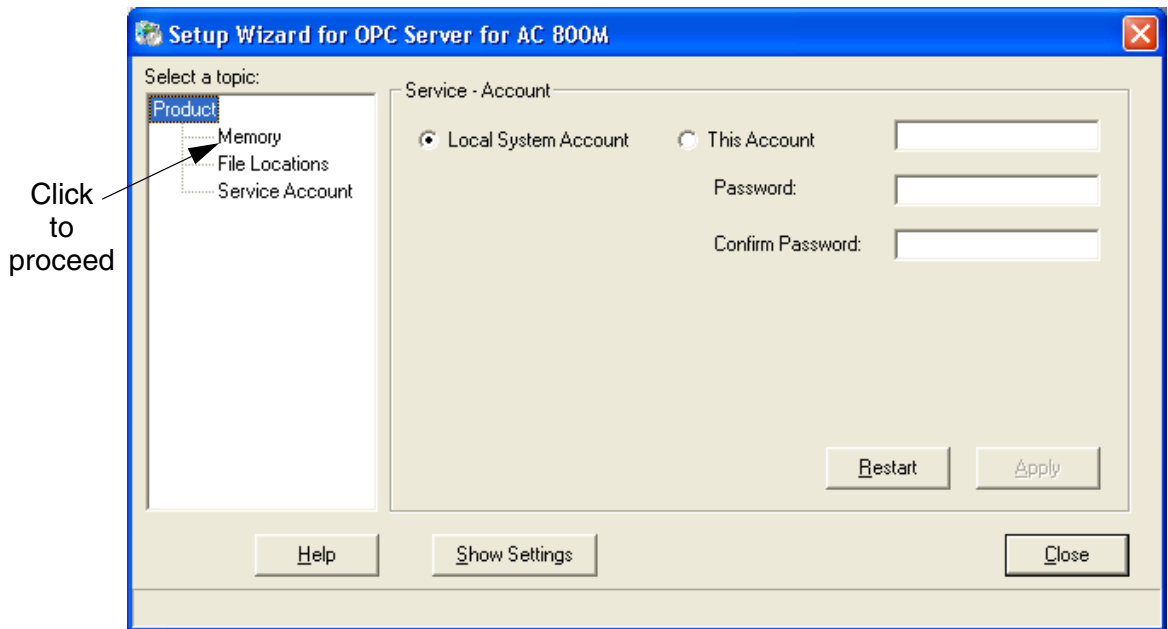 Setup Wizard for OPC Server for AC 800M
Select a topic:
Product
Memory
File Locations
Service Account
Click
to
proceed
Service - Account
Local System Account
This Account
Password:
Confirm Password:
Restart
Apply
Help
Show Settings
Close